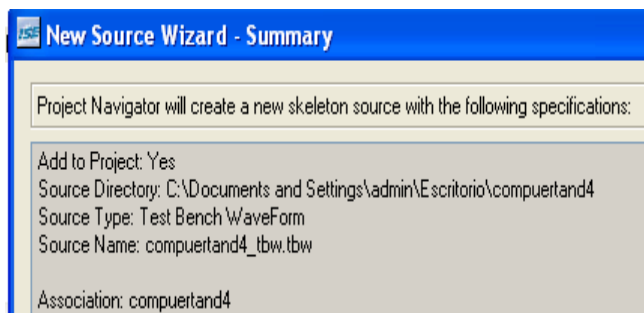 ISE New Source Wizard - Summary
Project Navigator will create a new skeleton source with the following specifications:
Add to Project: Yes
Source Directory: C:\Documents and Settings\admin\Escritorio\compuertand4
Source Type: Test Bench WaveForm
Source Name: compuertand4_tbw.tbw
Association: compuertand4